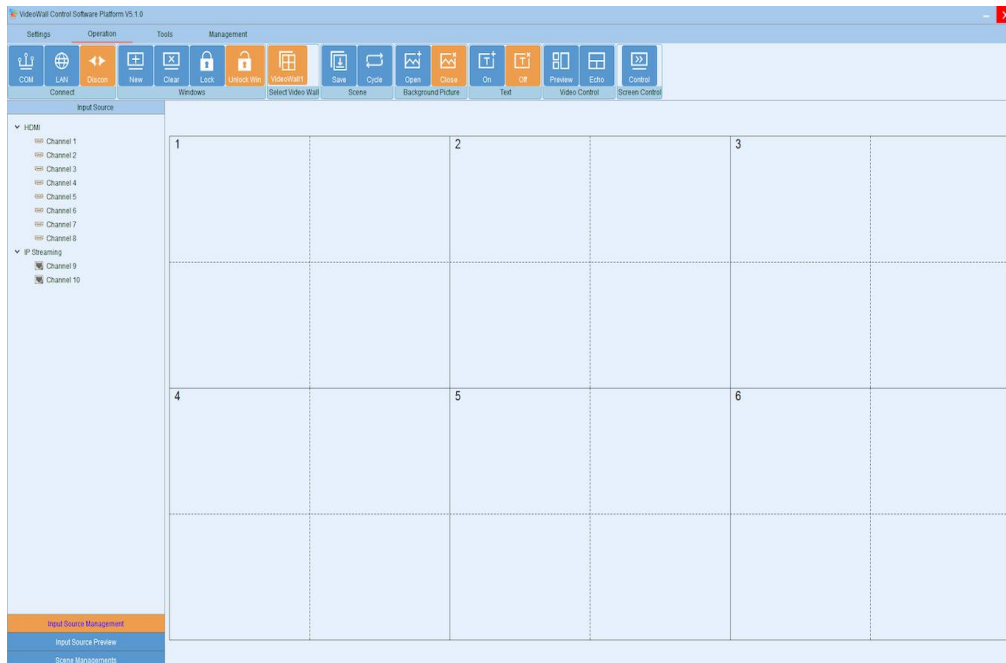 VideoWall Control Software Platform V5.1.0
Settings Operation Tools Management
COM LAN Discon New Clear Lock Unlock Win VideoWall1 Save Cycle Open Close On Off Preview Echo Control
Connect Windows Select Video Wall Scene Background Picture Text Video Control Screen Control
Input Source
HDMI
Channel 1
Channel 2
Channel 3
Channel 4
Channel 5
Channel 6
Channel 7
Channel 8
IP Streaming
Channel 9
Channel 10
1 2 3
4 5 6
Input Source Management
Input Source Preview
Scene Managements